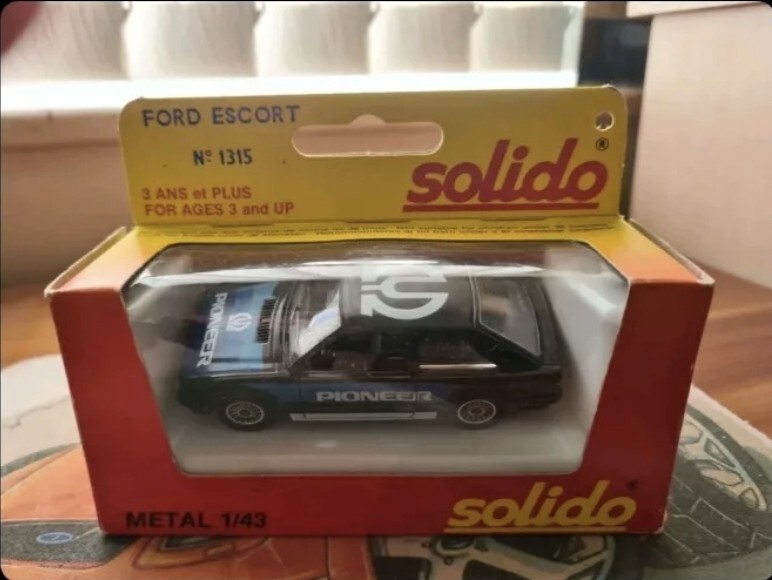 FORD ESCORT
Nº 1315
solido®
3 ANS et PLUS
FOR AGES 3 and UP
PIONEER
PIONEER
METAL 1/43
solido